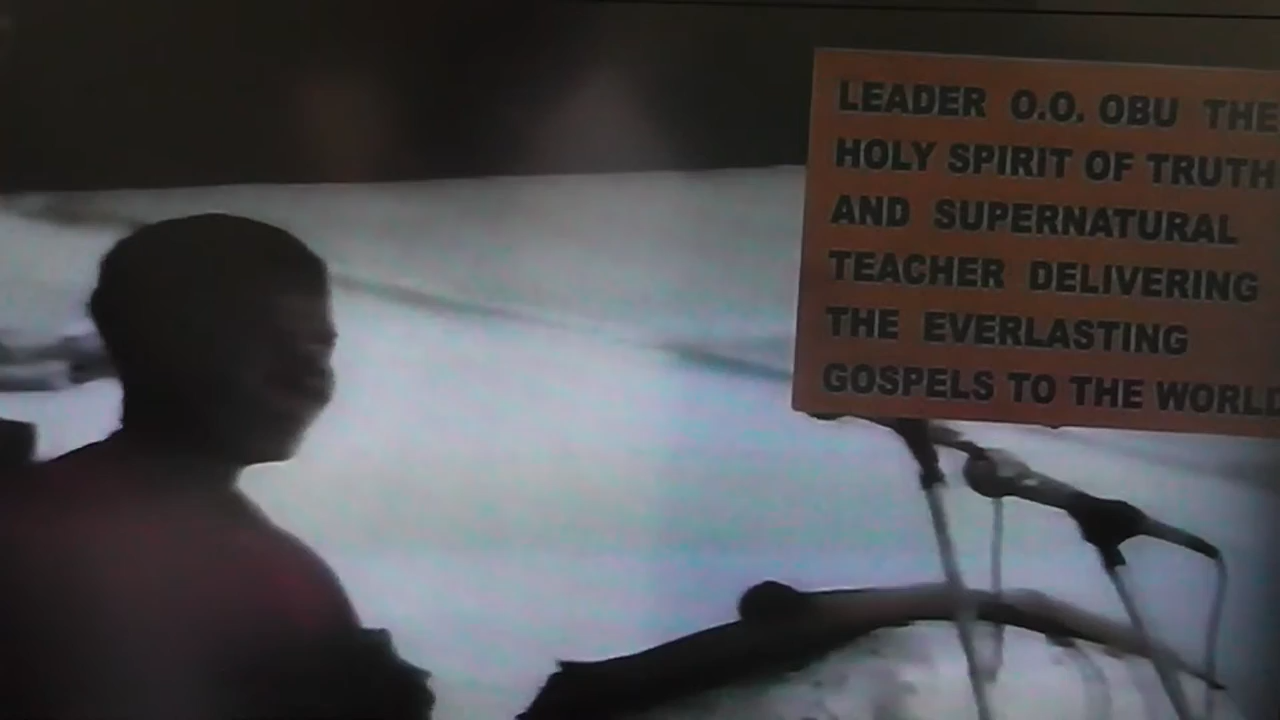 LEADER O.O. OBU THE
HOLY SPIRIT OF TRUTH
AND SUPERNATURAL
TEACHER DELIVERING
THE EVERLASTING
GOSPELS TO THE WORLD